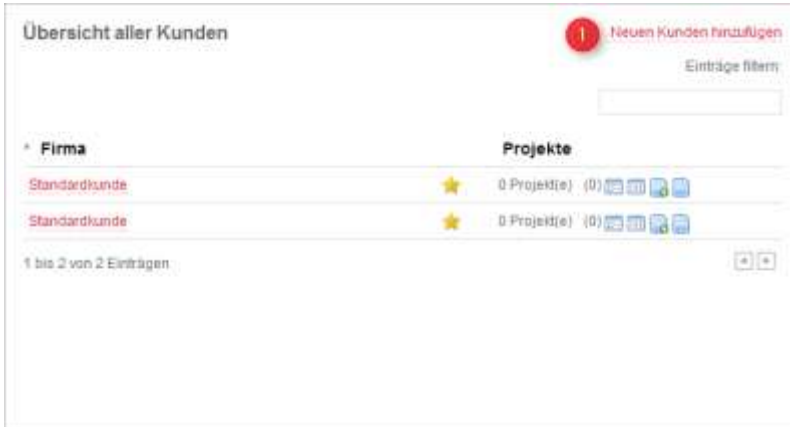 Übersicht aller Kunden
1 Neuen Kunden hinzufügen
Einträge filtern:
Firma Projekte
Standardkunde 0 Projekt(e) (0)
Standardkunde 0 Projekt(e) (0)
1 bis 2 von 2 Einträgen